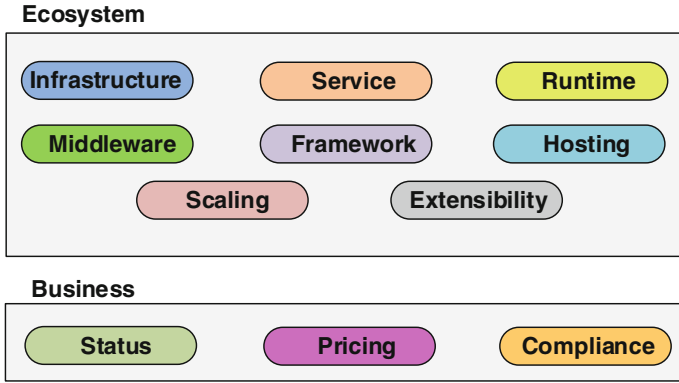 Ecosystem
Infrastructure Service Runtime
Middleware Framework Hosting
Scaling Extensibility
Business
Status Pricing Compliance